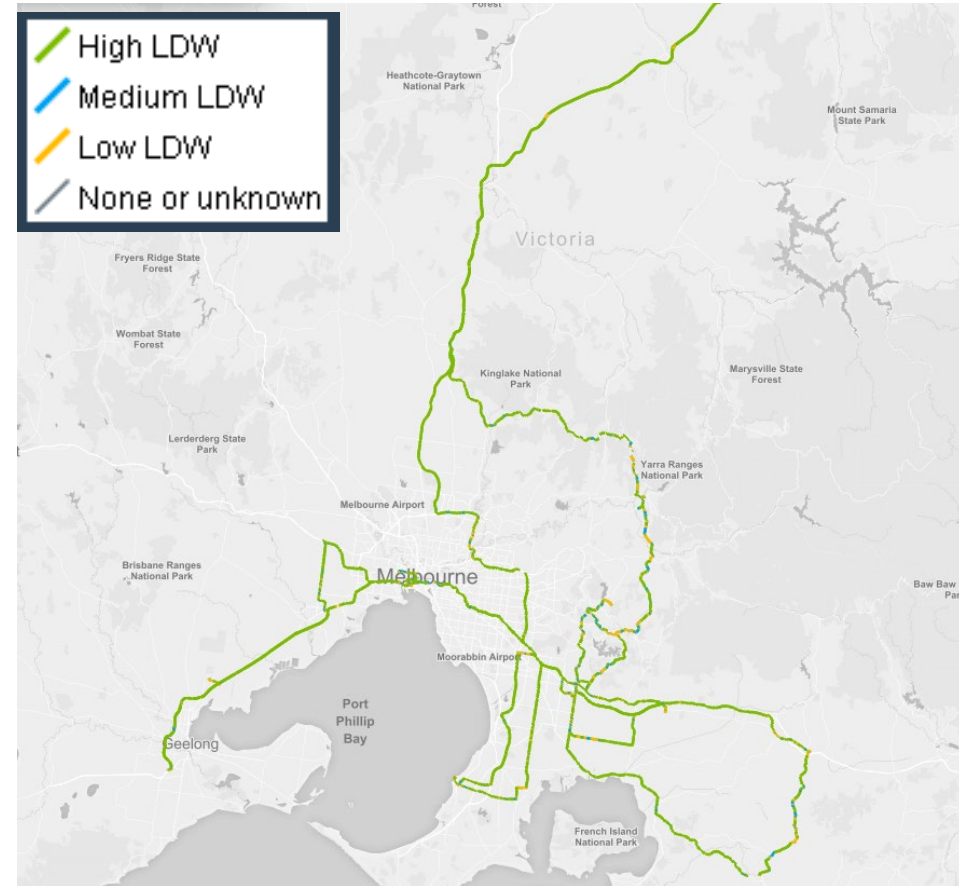 High LDW
Medium LDW
Low LDW
None or unknown
Forest
Heathcote-Graytown
National Park
Mount Samaria
State Park
Victoria
Fryers Ridge State
Forest
Wombat State
Forest
Kinglake National
Park
Marysville State
Forest
Lerderderg State
Park
Yarra Ranges
National Park
Melbourne Airport
Brisbane Ranges
National Park
Melbourne
Baw Baw
Moorabbin Airport
Port
Phillip
Bay
Geelong
French Island
National Park